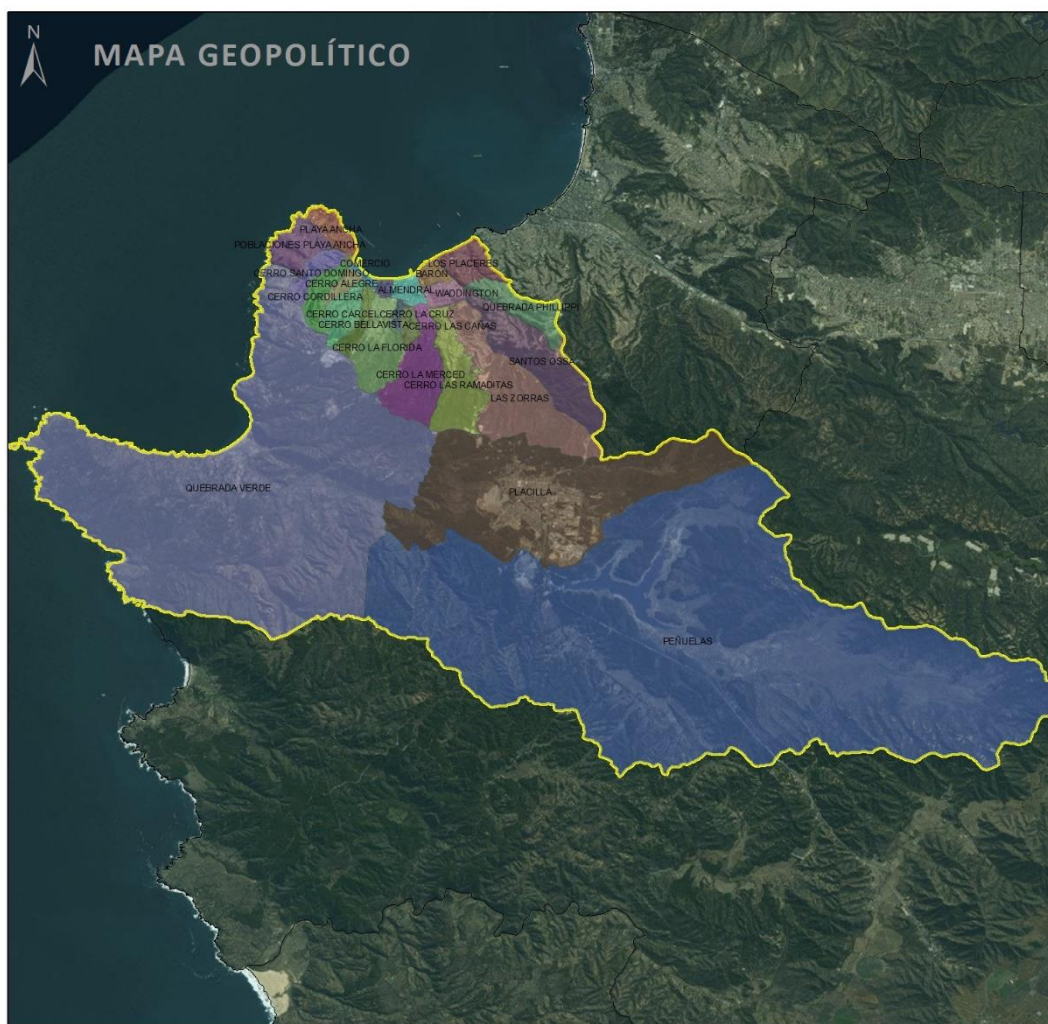 N
MAPA GEOPOLÍTICO
PLAYA ANCHA
POBLACIONES PLAYA ANCHA
COMERCIO
LOS PLACERES
CERRO SANTO DOMINGO
BARÓN
CERRO ALEGRE
ALMENDRAL
WADDINGTON
CERRO CORDILLERA
QUEBRADA PHILIPPI
CERRO CARCEL
CERRO LA CRUZ
CERRO BELLAVISTA
CERRO LAS CAÑAS
CERRO LA FLORIDA
SANTOS OSSA
CERRO LA MERCED
CERRO LAS RAMADITAS
LAS ZORRAS
QUEBRADA VERDE
PLACILLA
PEÑUELAS